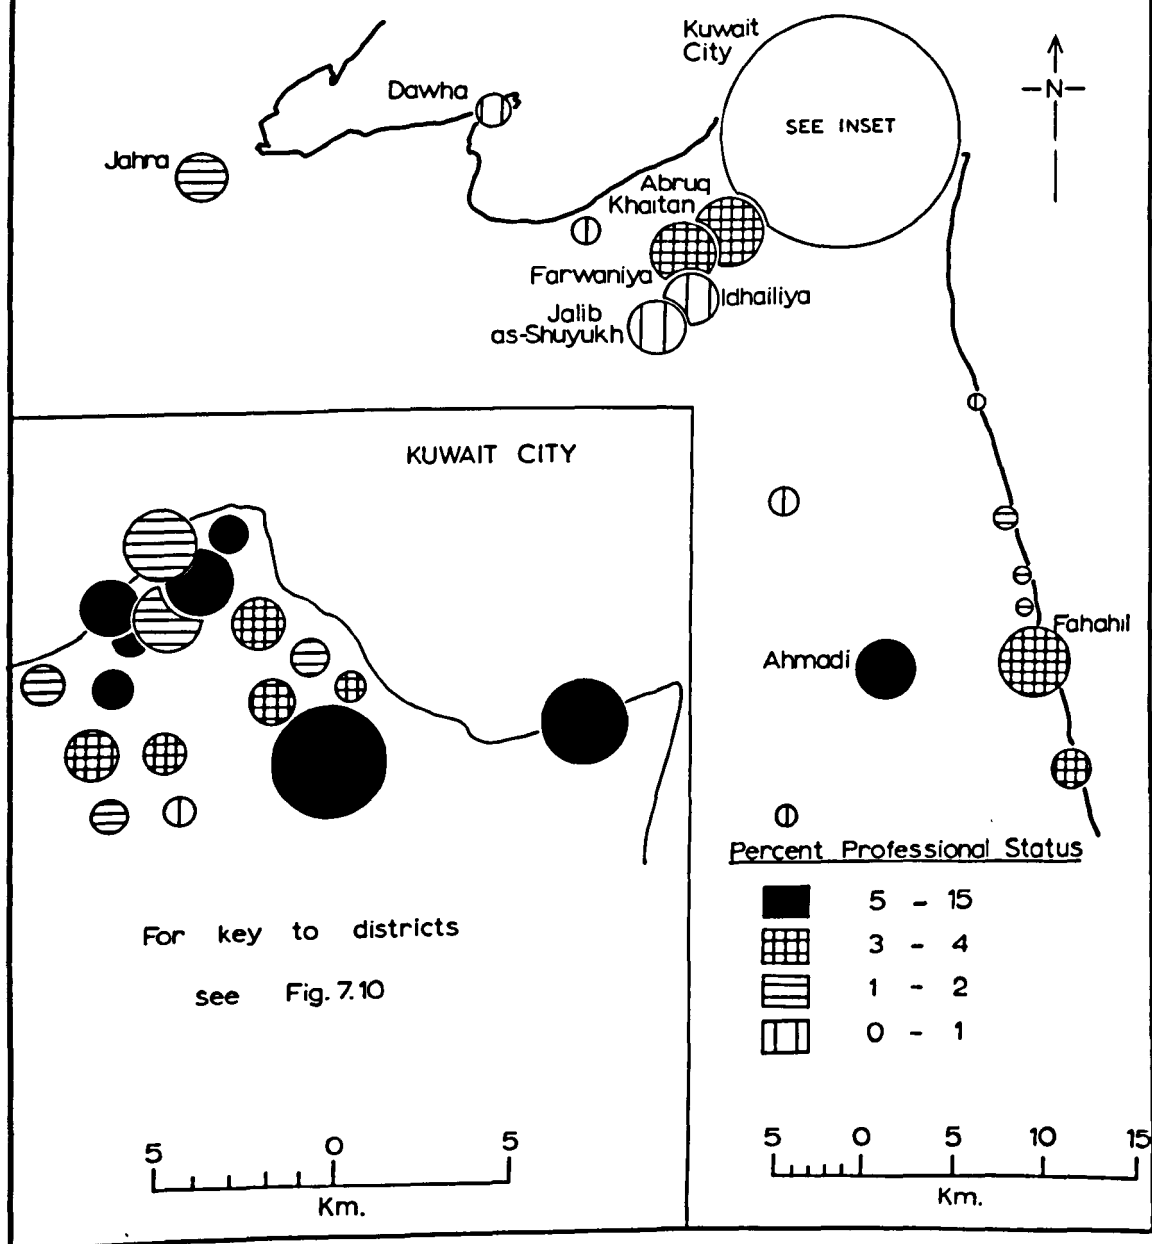 Kuwait
City
SEE INSET
-N-
Dawha
Jahra
Abruq
Khaitan
Farwaniya
Idhailiya
Jalib
as-Shuyukh
KUWAIT CITY
Fahahil
Ahmadi
For key to districts
see Fig. 7.10
5 0 5
Km.
Percent Professional Status
5 - 15
3 - 4
1 - 2
0 - 1
5 0 5 10 15
Km.